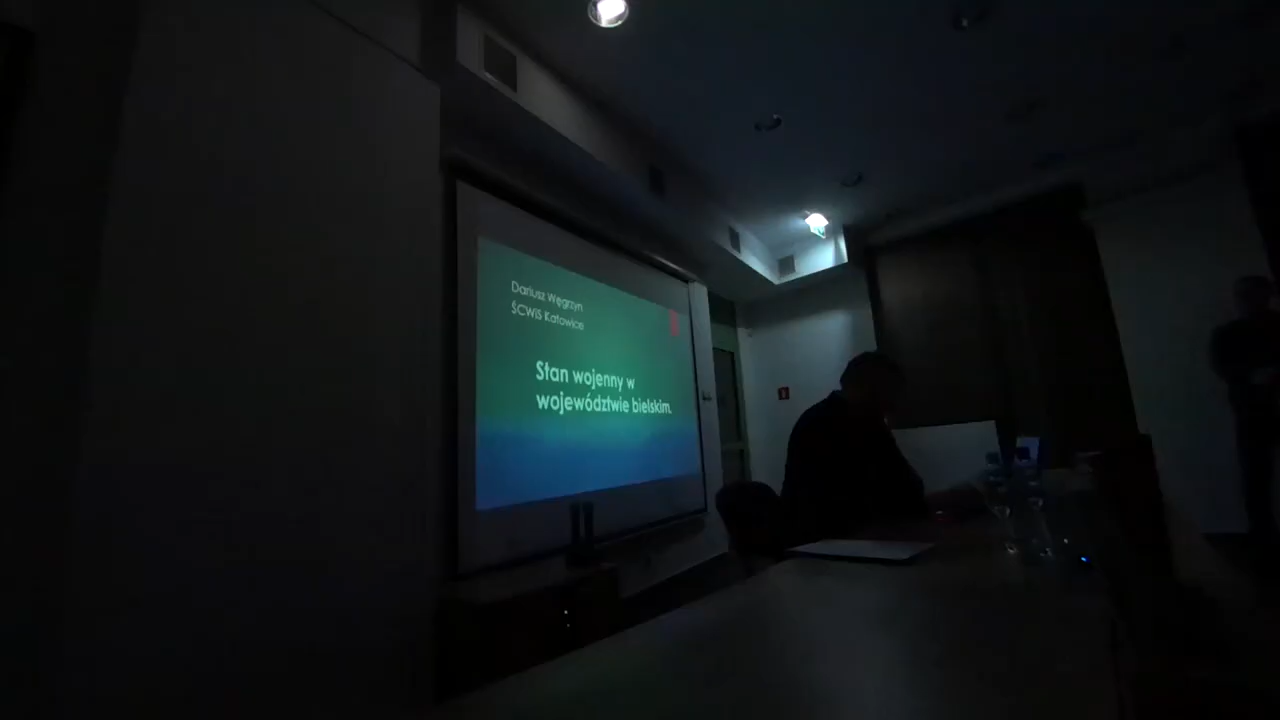 Dariusz Węgrzyn
ŚCWiS Katowice
Stan wojenny w
województwie bielskim.